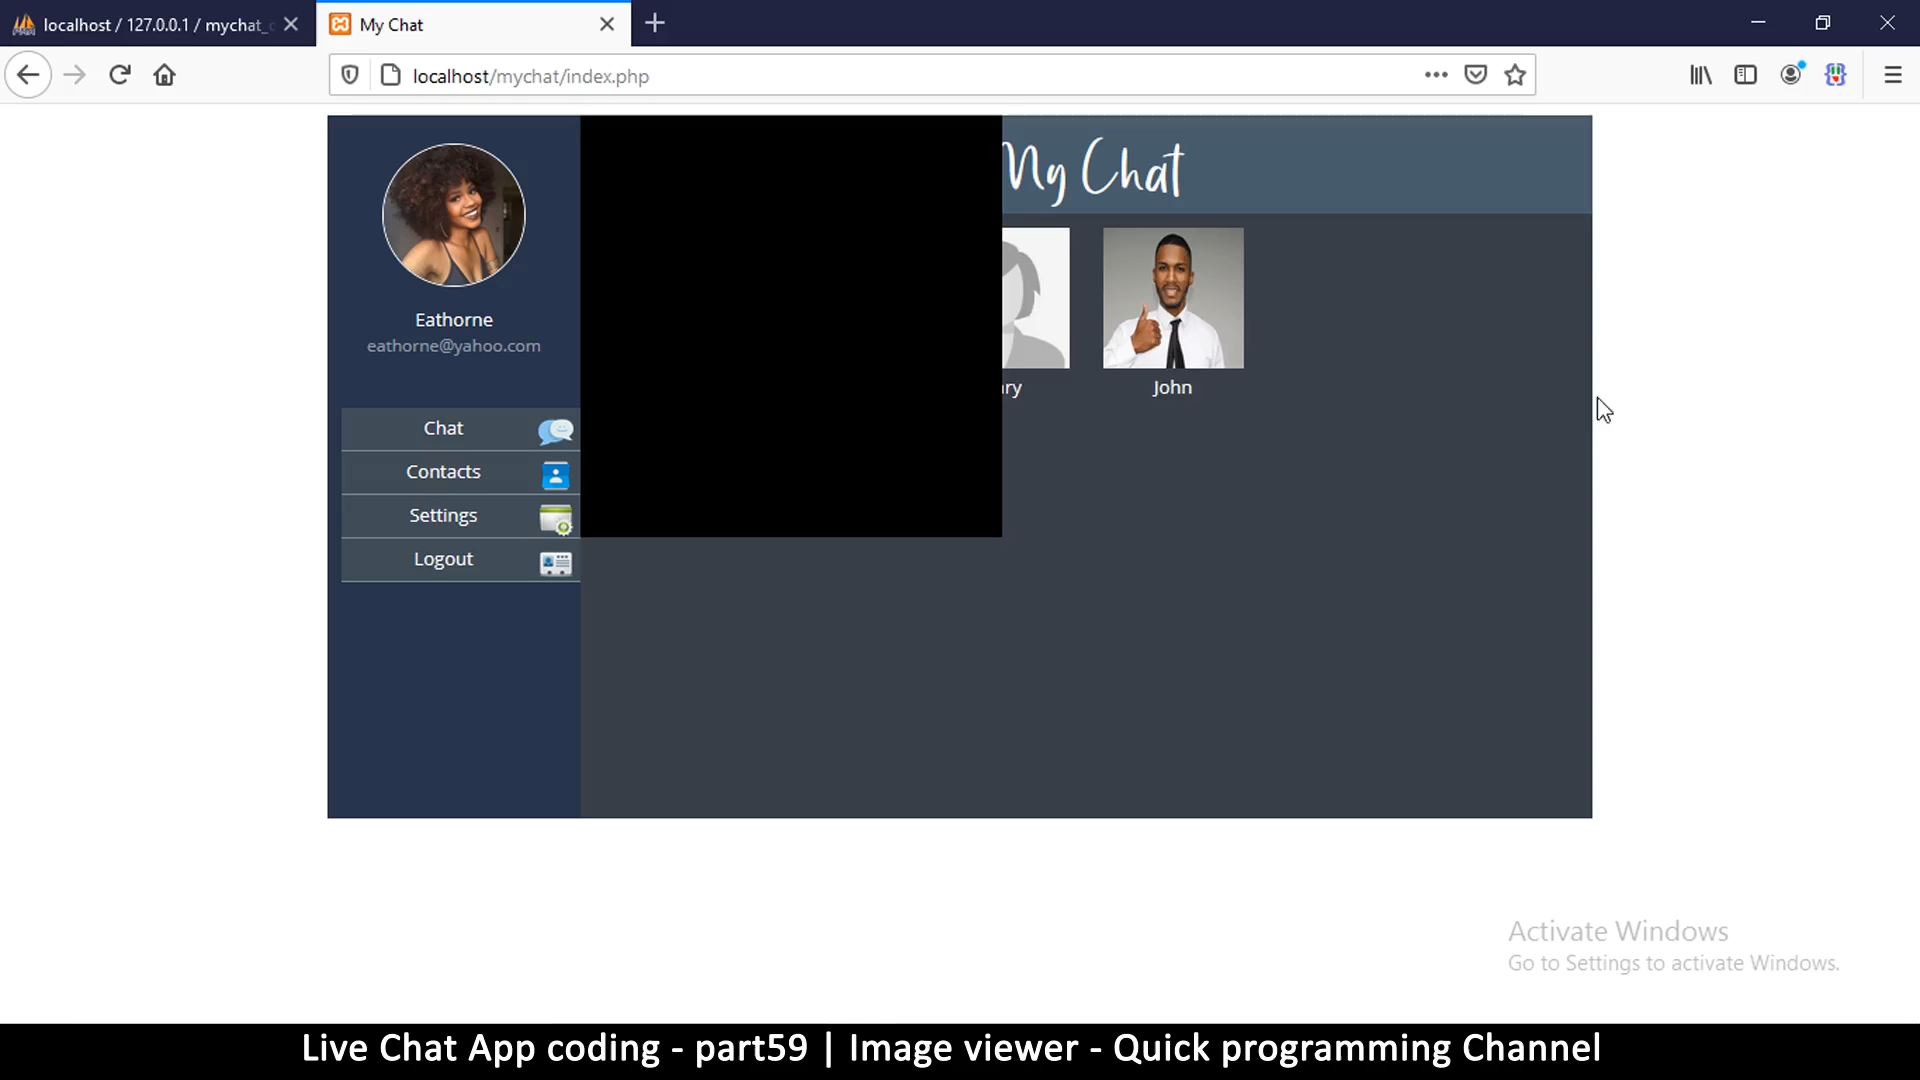 localhost / 127.0.0.1 / mychat_
My Chat
localhost/mychat/index.php
My Chat
Eathorne
eathorne@yahoo.com
John
Chat
Contacts
Settings
Logout
Activate Windows
Go to Settings to activate Windows.
Live Chat App coding - part59 | Image viewer - Quick programming Channel